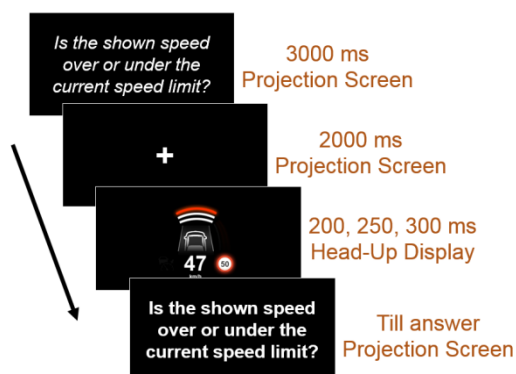 Is the shown speed
over or under the
current speed limit?
3000 ms
Projection Screen
+
2000 ms
Projection Screen
47
50
km/h
200, 250, 300 ms
Head-Up Display
Is the shown speed
over or under the
current speed limit?
Till answer
Projection Screen